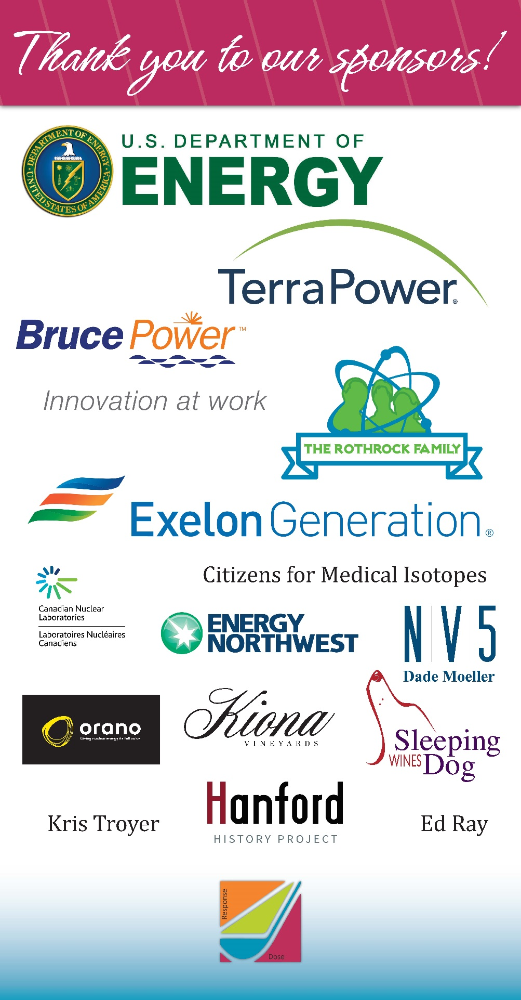 Thank you to our sponsors!
DEPARTMENT OF ENERGY
UNITED STATES OF AMERICA
U.S. DEPARTMENT OF
ENERGY
TerraPower®
Bruce Power™
Innovation at work
THE ROTHROCK FAMILY
Exelon Generation®
Citizens for Medical Isotopes
Canadian Nuclear
Laboratories
Laboratoires Nucléaires
Canadiens
ENERGY
NORTHWEST
N V 5
Dade Moeller
orano
Giving nuclear energy its full value
Kiona
VINEYARDS
Sleeping
WINES Dog
Kris Troyer
Hanford
HISTORY PROJECT
Ed Ray
Response
Dose